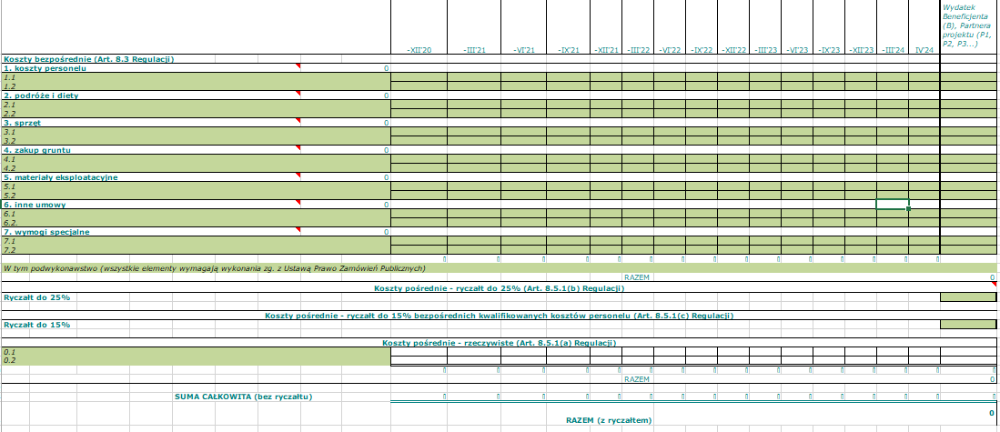 Wydatek
Beneficjenta
(B), Partnera
projektu (P1,
P2, P3...)
-XII'20 -III'21 -VI'21 -IX'21 -XII'21 -III'22 -VI'22 -IX'22 -XII'22 -III'23 -VI'23 -IX'23 -XII'23 -III'24 IV'24
Koszty bezpośrednie (Art. 8.3 Regulacji)
1. koszty personelu 0
1.1
1.2
2. podróże i diety 0
2.1
2.2
3. sprzęt 0
3.1
3.2
4. zakup gruntu 0
4.1
4.2
5. materiały eksploatacyjne 0
5.1
5.2
6. inne umowy 0
6.1
6.2.
7. wymogi specjalne 0
7.1
7.2
W tym podwykonawstwo (wszystkie elementy wymagają wykonania zg. z Ustawą Prawo Zamówień Publicznych)
RAZEM 0
Koszty pośrednie - ryczałt do 25% (Art. 8.5.1(b) Regulacji)
Ryczałt do 25%
Koszty pośrednie - ryczałt do 15% bezpośrednich kwalifikowanych kosztów personelu (Art. 8.5.1(c) Regulacji)
Ryczałt do 15%
Koszty pośrednie - rzeczywiste (Art. 8.5.1(a) Regulacji)
0.1
0.2
RAZEM 0
SUMA CAŁKOWITA (bez ryczałtu)
0
RAZEM (z ryczałtem)